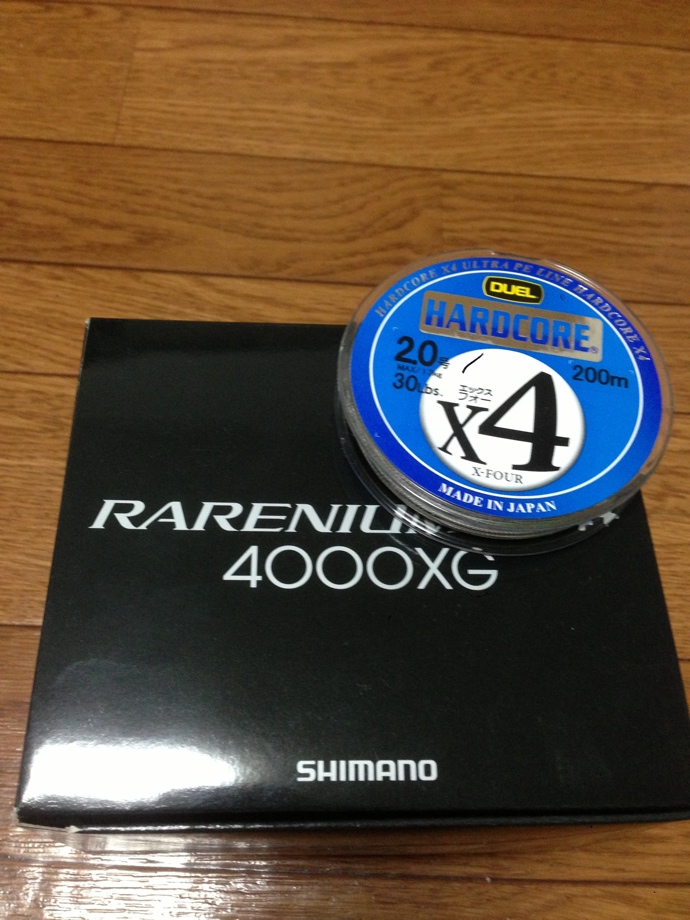 HARDCORE X4 ULTRA PE LINE HARDCORE X4
DUEL
HARDCORE®
2.0号
MAX/
30Lbs.
200m
エックス
フォー
X4
X-FOUR
MADE IN JAPAN
RARENIUM
4000XG
SHIMANO